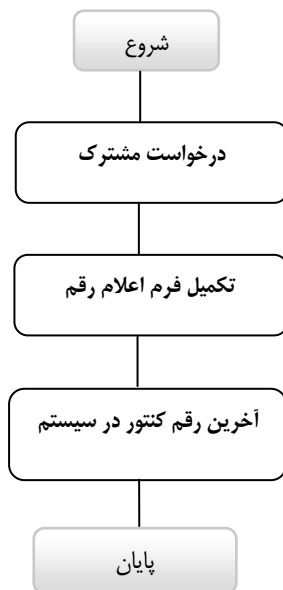 شروع
درخواست مشترک
تکمیل فرم اعلام رقم
آخرین رقم کنتور در سیستم
پایان